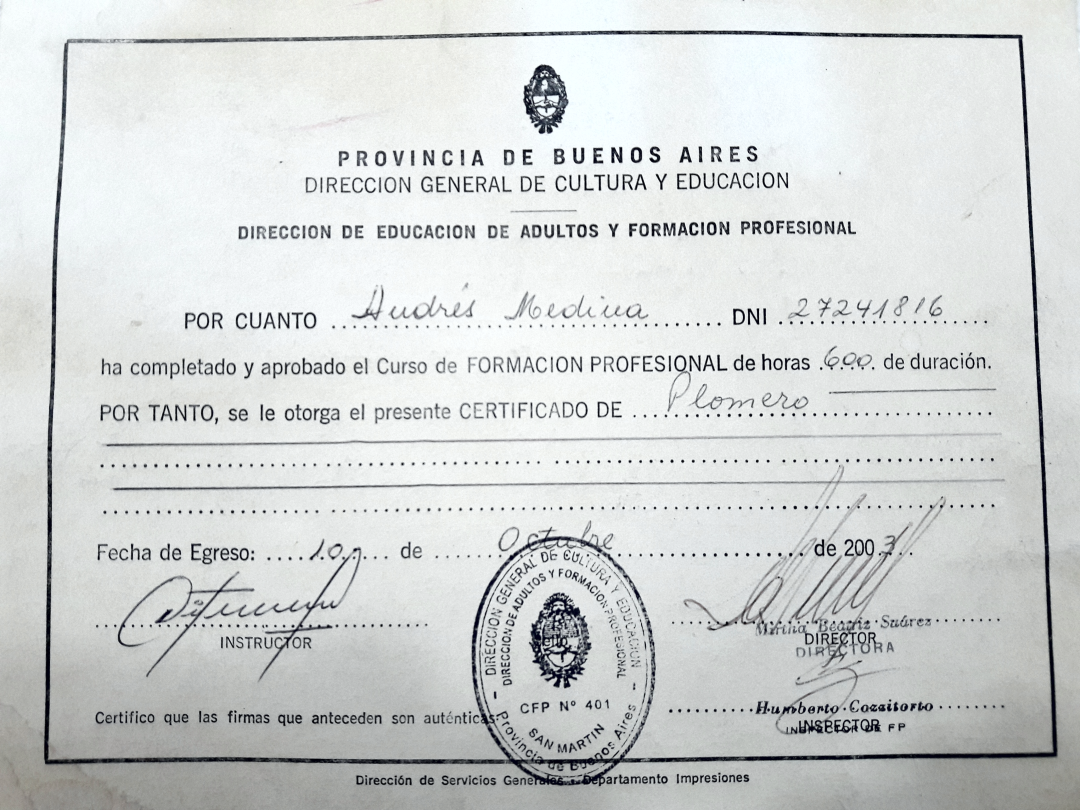 PROVINCIA DE BUENOS AIRES
DIRECCION GENERAL DE CULTURA Y EDUCACION
DIRECCION DE EDUCACION DE ADULTOS Y FORMACION PROFESIONAL
POR CUANTO Andrés Medina DNI 27241816
ha completado y aprobado el Curso de FORMACION PROFESIONAL de horas 600 de duración.
POR TANTO, se le otorga el presente CERTIFICADO DE Plomero
Fecha de Egreso: 10 de Octubre de 2003
INSTRUCTOR
Mirtha Beatriz Suárez
DIRECTOR
DIRECTORA
DIRECCIÓN GENERAL DE CULTURA Y EDUCACIÓN
DIRECCIÓN DE ADULTOS Y FORMACION PROFESIONAL
CFP Nº 401
SAN MARTIN
Provincia de Buenos Aires
Certifico que las firmas que anteceden son auténticas.
Humberto Cozzitorto
INSPECTOR
INSPECTOR DE FP
Dirección de Servicios Generales - Departamento Impresiones